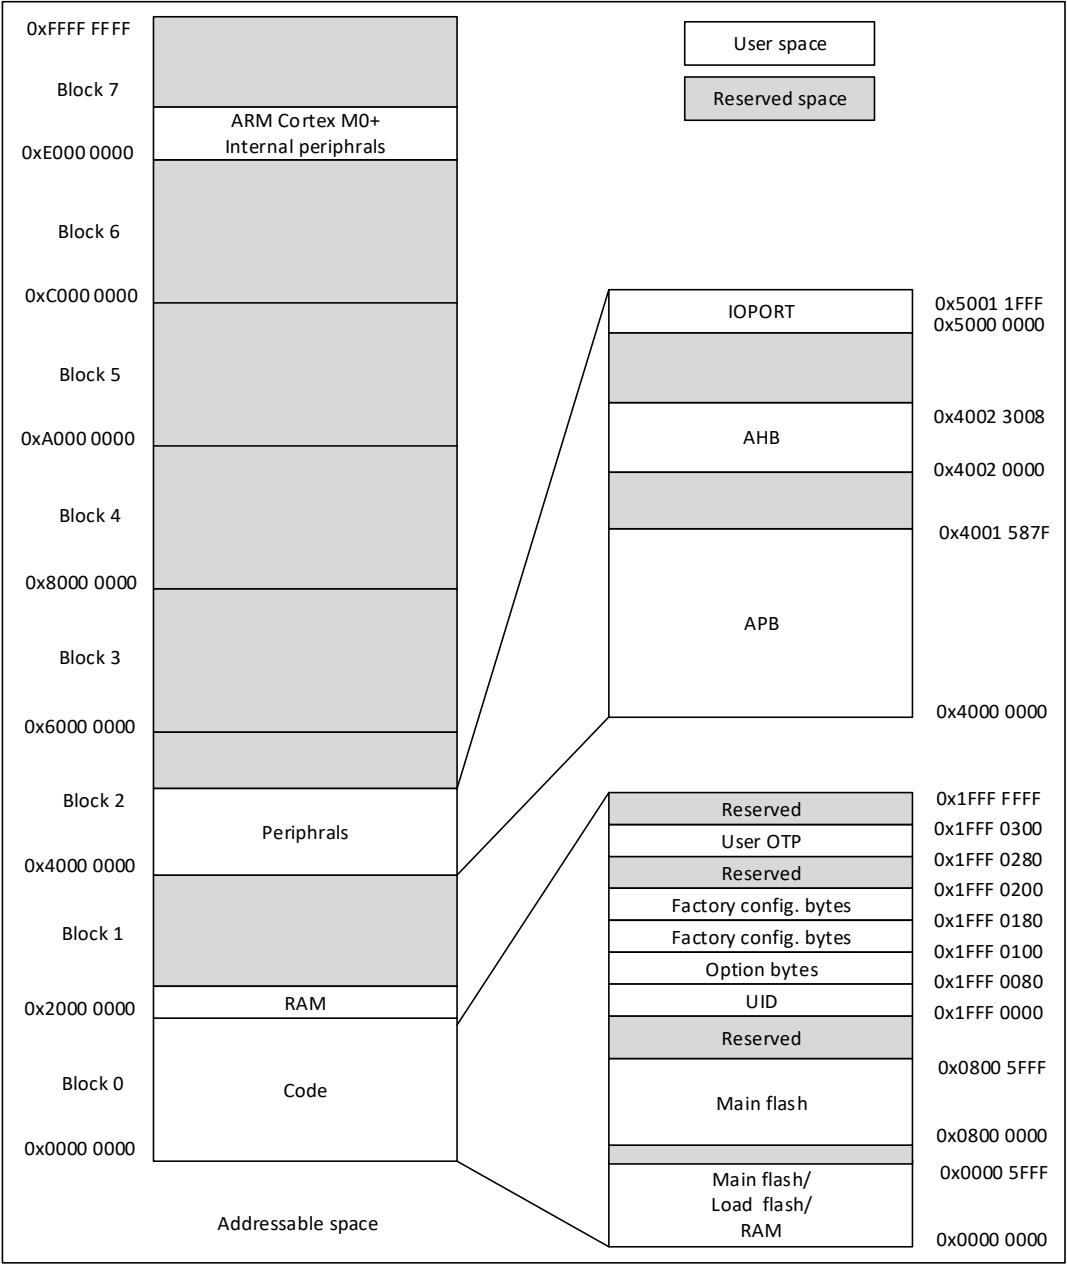 0xFFFF FFFF
Block 7
ARM Cortex M0+
Internal periphrals
0xE000 0000
Block 6
0xC000 0000
Block 5
0xA000 0000
Block 4
0x8000 0000
Block 3
0x6000 0000
Block 2
Periphrals
0x4000 0000
Block 1
0x2000 0000
RAM
Block 0
Code
0x0000 0000
Addressable space
User space
Reserved space
IOPORT
0x5001 1FFF
0x5000 0000
0x4002 3008
AHB
0x4002 0000
0x4001 587F
APB
0x4000 0000
0x1FFF FFFF
Reserved
0x1FFF 0300
User OTP
0x1FFF 0280
Reserved
0x1FFF 0200
Factory config. bytes
0x1FFF 0180
Factory config. bytes
0x1FFF 0100
Option bytes
0x1FFF 0080
UID
0x1FFF 0000
Reserved
0x0800 5FFF
Main flash
0x0800 0000
0x0000 5FFF
Main flash/
Load flash/
RAM
0x0000 0000